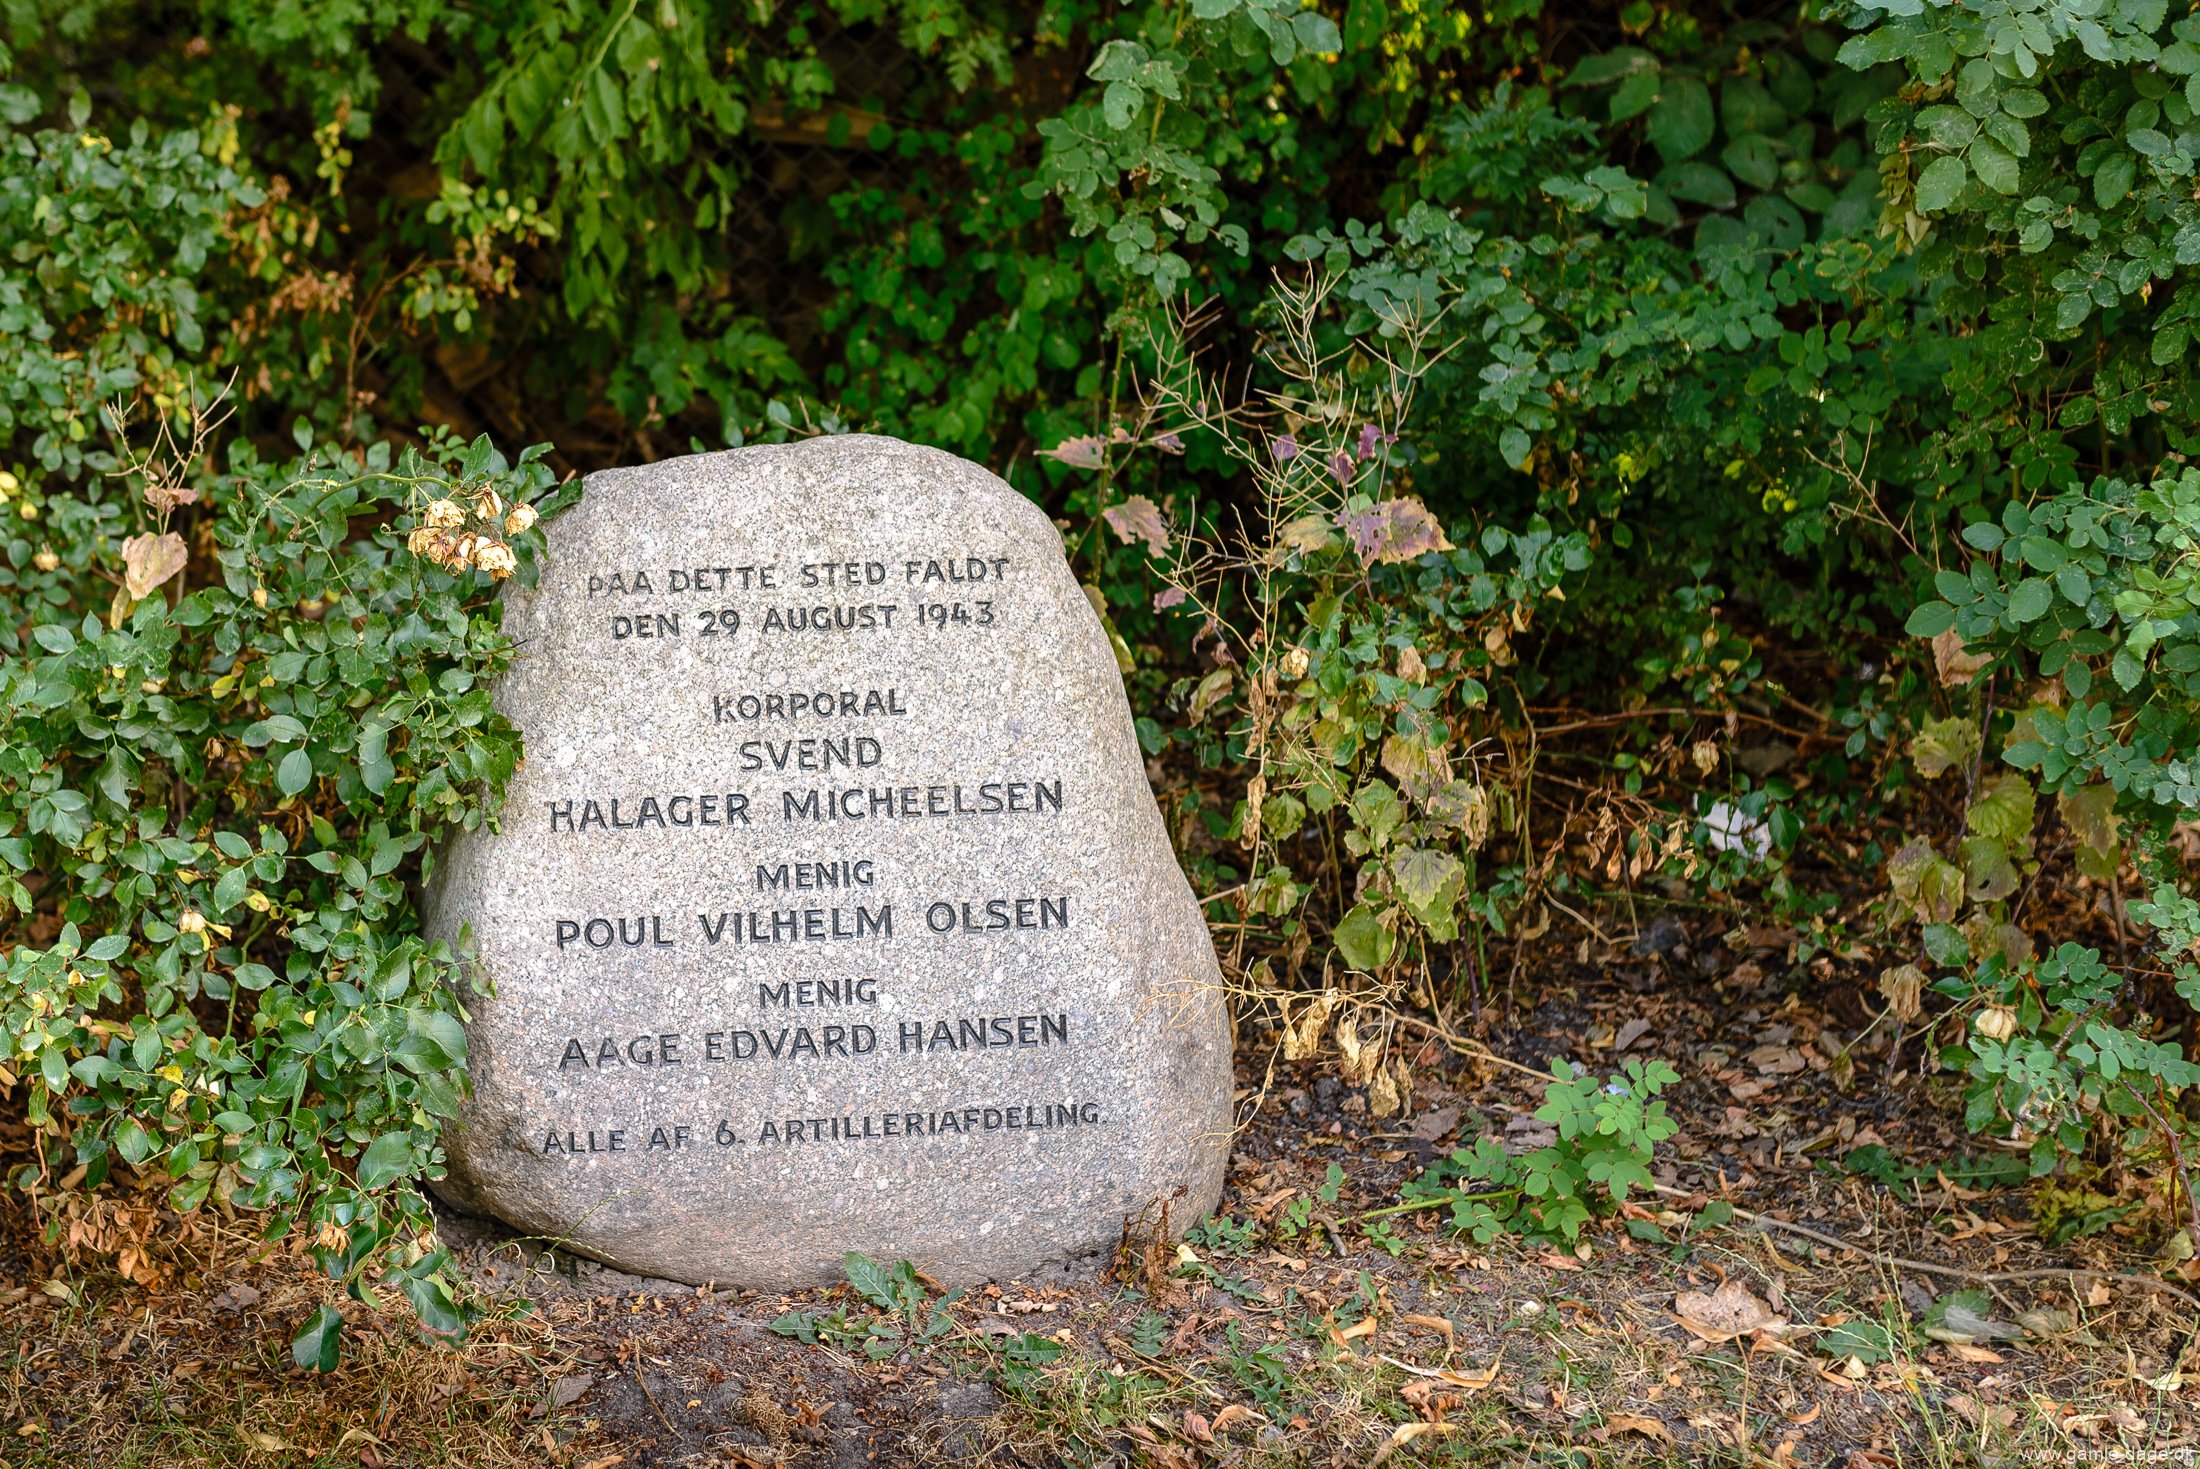 PAA DETTE STED FALDT
DEN 29 AUGUST 1943
KORPORAL
SVEND
HALAGER MICHEELSEN
MENIG
POUL VILHELM OLSEN
MENIG
AAGE EDVARD HANSEN
ALLE AF 6. ARTILLERIAFDELING.
www.gamle-dage.dk